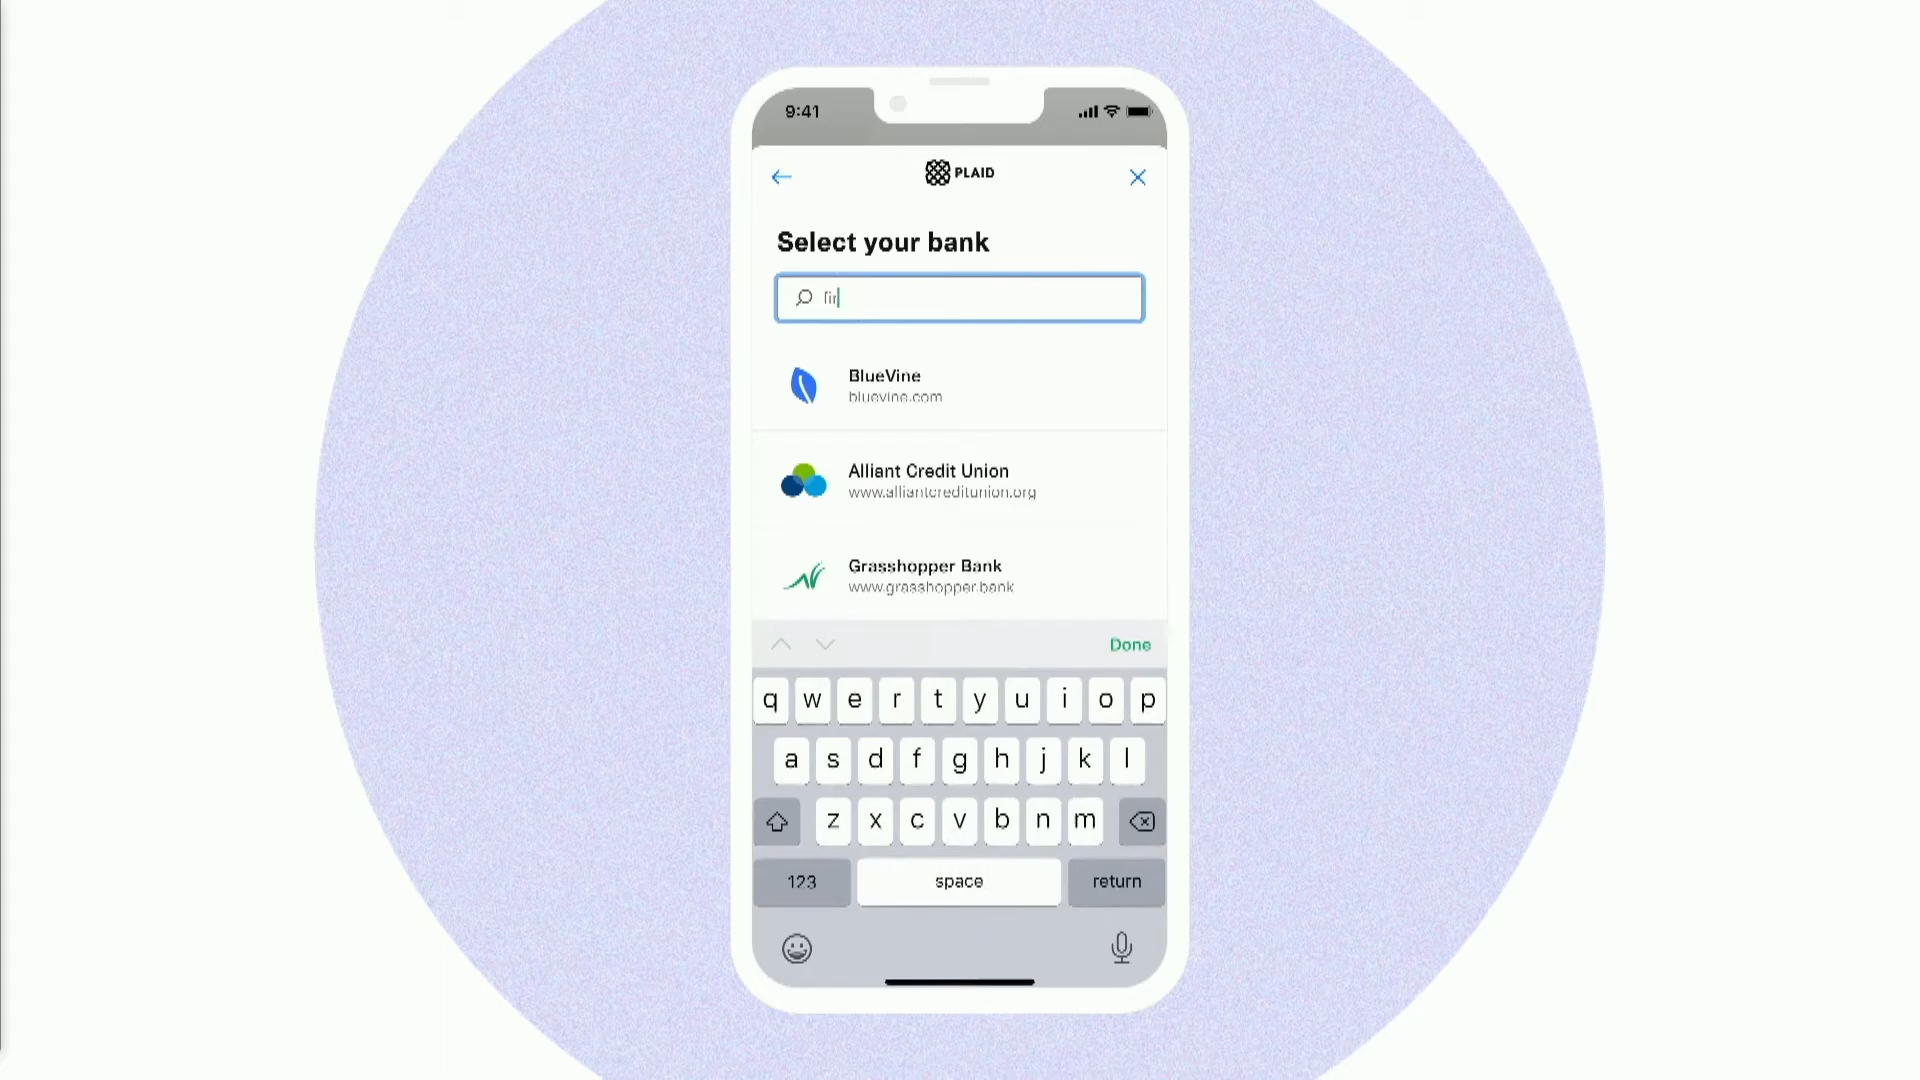 9:41
PLAID
Select your bank
fir
BlueVine
bluevine.com
Alliant Credit Union
www.alliantcreditunion.org
Grasshopper Bank
www.grasshopper.bank
Done
q w e r t y u i o p
a s d f g h j k l
z x c v b n m
123 space return